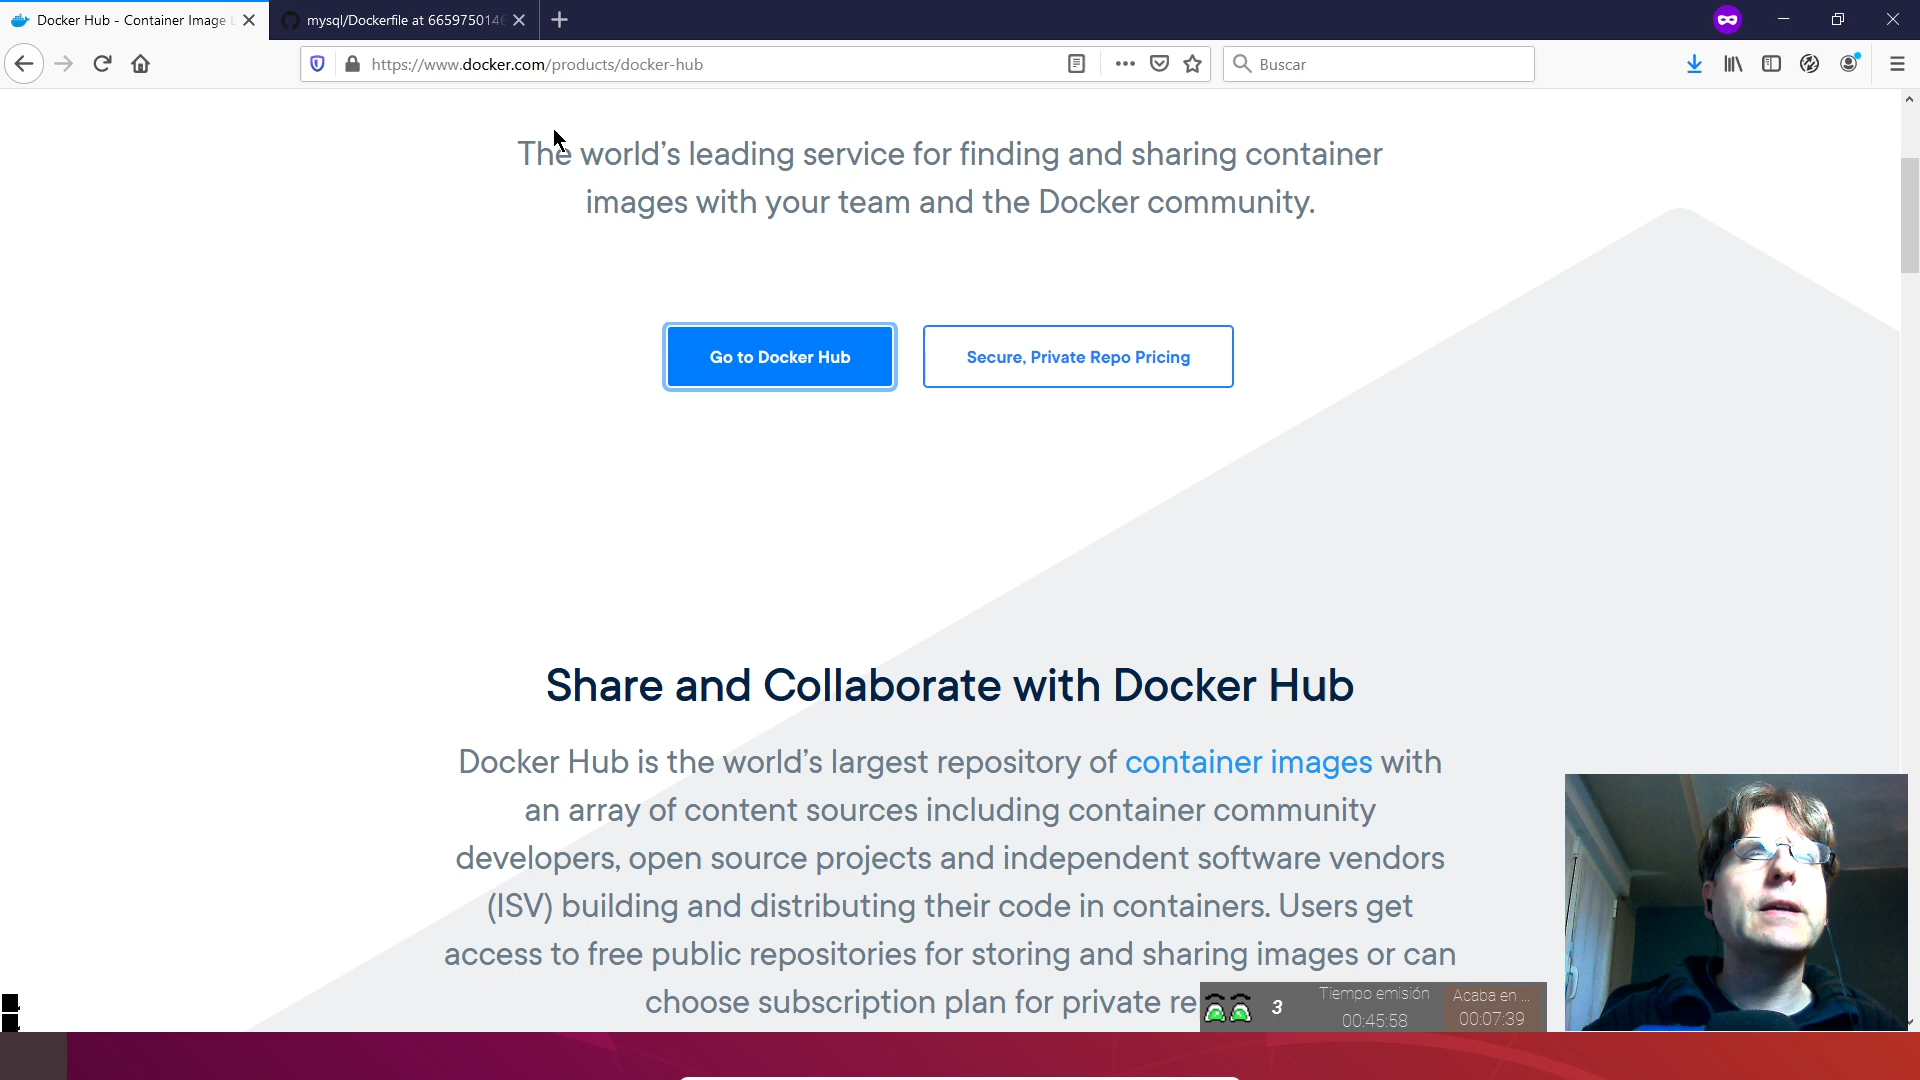 Docker Hub - Container Image L
mysql/Dockerfile at 6659750146
https://www.docker.com/products/docker-hub
Buscar
The world's leading service for finding and sharing container
images with your team and the Docker community.
Go to Docker Hub
Secure, Private Repo Pricing
Share and Collaborate with Docker Hub
Docker Hub is the world's largest repository of container images with
an array of content sources including container community
developers, open source projects and independent software vendors
(ISV) building and distributing their code in containers. Users get
access to free public repositories for storing and sharing images or can
choose subscription plan for private re
3
Tiempo emisión
00:45:58
Acaba en ...
00:07:39